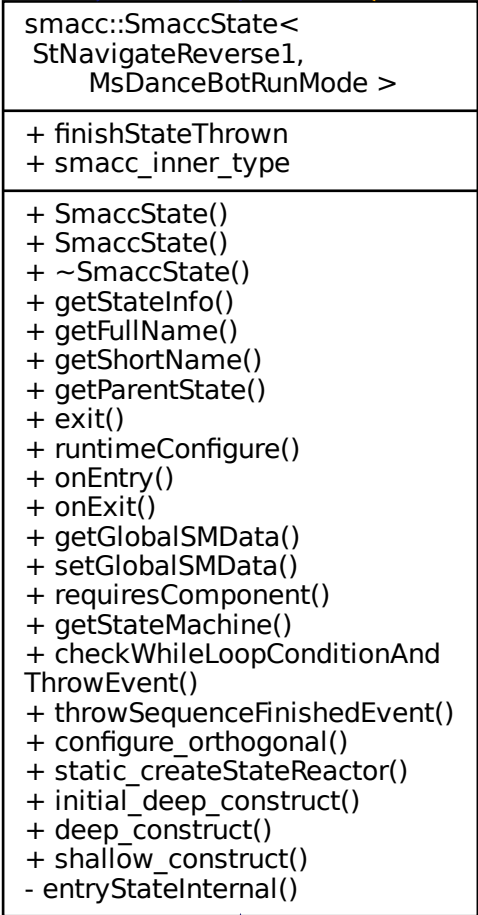 smacc::SmaccState<
StNavigateReverse1,
MsDanceBotRunMode >
+ finishStateThrown
+ smacc_inner_type
+ SmaccState()
+ SmaccState()
+ ~SmaccState()
+ getStateInfo()
+ getFullName()
+ getShortName()
+ getParentState()
+ exit()
+ runtimeConfigure()
+ onEntry()
+ onExit()
+ getGlobalSMData()
+ setGlobalSMData()
+ requiresComponent()
+ getStateMachine()
+ checkWhileLoopConditionAnd
ThrowEvent()
+ throwSequenceFinishedEvent()
+ configure_orthogonal()
+ static_createStateReactor()
+ initial_deep_construct()
+ deep_construct()
+ shallow_construct()
- entryStateInternal()